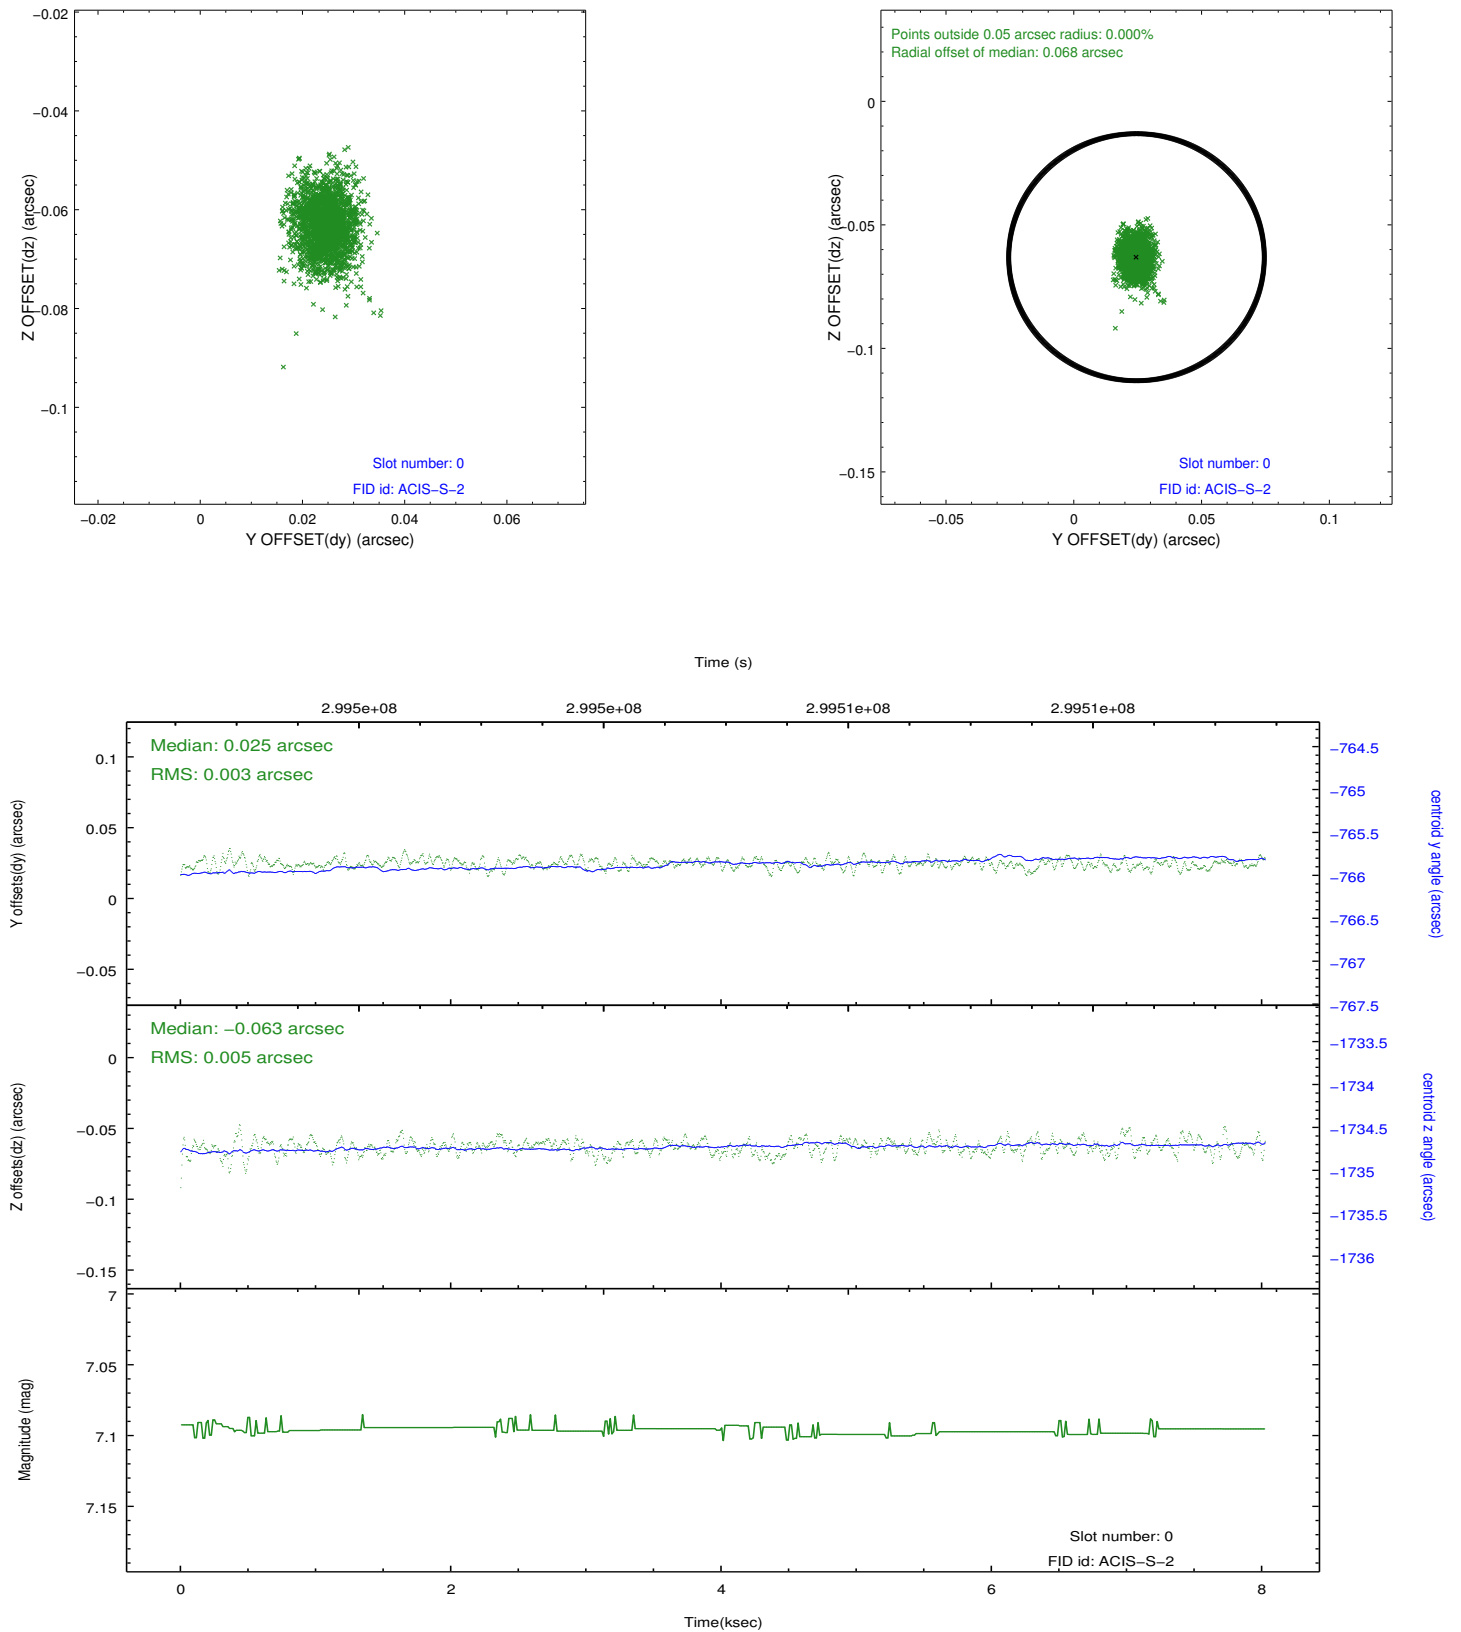 −0.02
−0.04
−0.06
−0.08
−0.1
Z OFFSET(dz) (arcsec)
Slot number: 0
FID id: ACIS−S−2
−0.02 0 0.02 0.04 0.06
Y OFFSET(dy) (arcsec)
Points outside 0.05 arcsec radius: 0.000%
Radial offset of median: 0.068 arcsec
0
−0.05
−0.1
−0.15
Z OFFSET(dz) (arcsec)
Slot number: 0
FID id: ACIS−S−2
−0.05 0 0.05 0.1
Y OFFSET(dy) (arcsec)
Time (s)
2.995e+08 2.995e+08 2.9951e+08 2.9951e+08
Median: 0.025 arcsec
RMS: 0.003 arcsec
0.1
0.05
0
−0.05
Y offsets(dy) (arcsec)
−764.5
−765
−765.5
−766
−766.5
−767
−767.5
centroid y angle (arcsec)
Median: −0.063 arcsec
RMS: 0.005 arcsec
0
−0.05
−0.1
−0.15
Z offsets(dz) (arcsec)
−1733.5
−1734
−1734.5
−1735
−1735.5
−1736
centroid z angle (arcsec)
7
7.05
7.1
7.15
Magnitude (mag)
Slot number: 0
FID id: ACIS−S−2
0 2 4 6 8
Time(ksec)